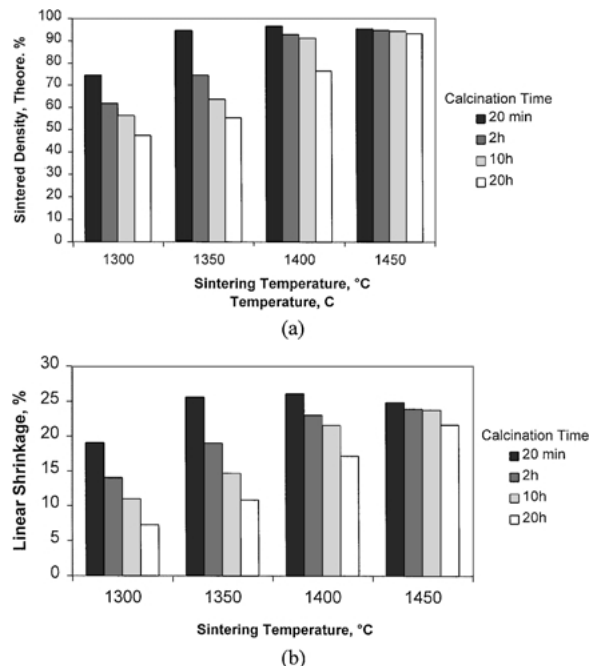 Sintered Density, Theore. %
100
90
80
70
60
50
40
30
20
10
0
1300 1350 1400 1450
Sintering Temperature, °C
Temperature, C
Calcination Time
20 min
2h
10h
20h
(a)
Linear Shrinkage, %
30
25
20
15
10
5
0
1300 1350 1400 1450
Sintering Temperature, °C
Calcination Time
20 min
2h
10h
20h
(b)